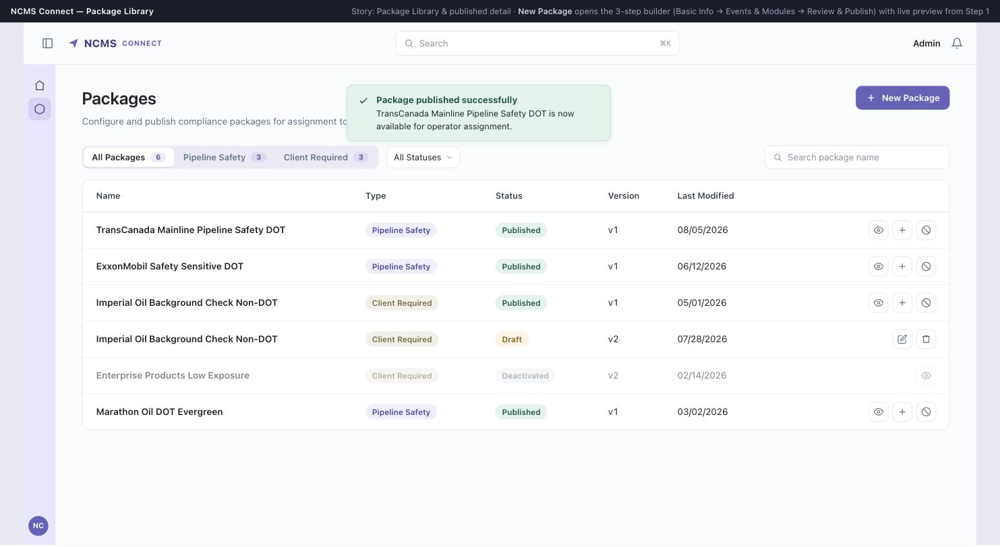 NCMS Connect — Package Library
Story: Package Library & published detail · New Package opens the 3-step builder (Basic Info → Events & Modules → Review & Publish) with live preview from Step 1
NCMS CONNECT
Search
⌘K
Admin
Packages
Configure and publish compliance packages for assignment to
Package published successfully
TransCanada Mainline Pipeline Safety DOT is now
available for operator assignment.
+ New Package
All Packages 6
Pipeline Safety 3
Client Required 3
All Statuses
Search package name
Name Type Status Version Last Modified
TransCanada Mainline Pipeline Safety DOT Pipeline Safety Published v1 08/05/2026
ExxonMobil Safety Sensitive DOT Pipeline Safety Published v1 06/12/2026
Imperial Oil Background Check Non-DOT Client Required Published v1 05/01/2026
Imperial Oil Background Check Non-DOT Client Required Draft v2 07/28/2026
Enterprise Products Low Exposure Client Required Deactivated v2 02/14/2026
Marathon Oil DOT Evergreen Pipeline Safety Published v1 03/02/2026
NC